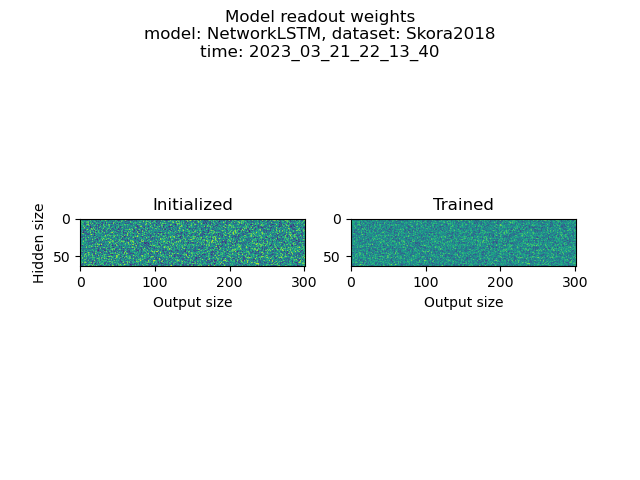 Model readout weights
model: NetworkLSTM, dataset: Skora2018
time: 2023_03_21_22_13_40
Initialized
Trained
Hidden size
0
50
0
50
0
100
200
300
0
100
200
300
Output size
Output size